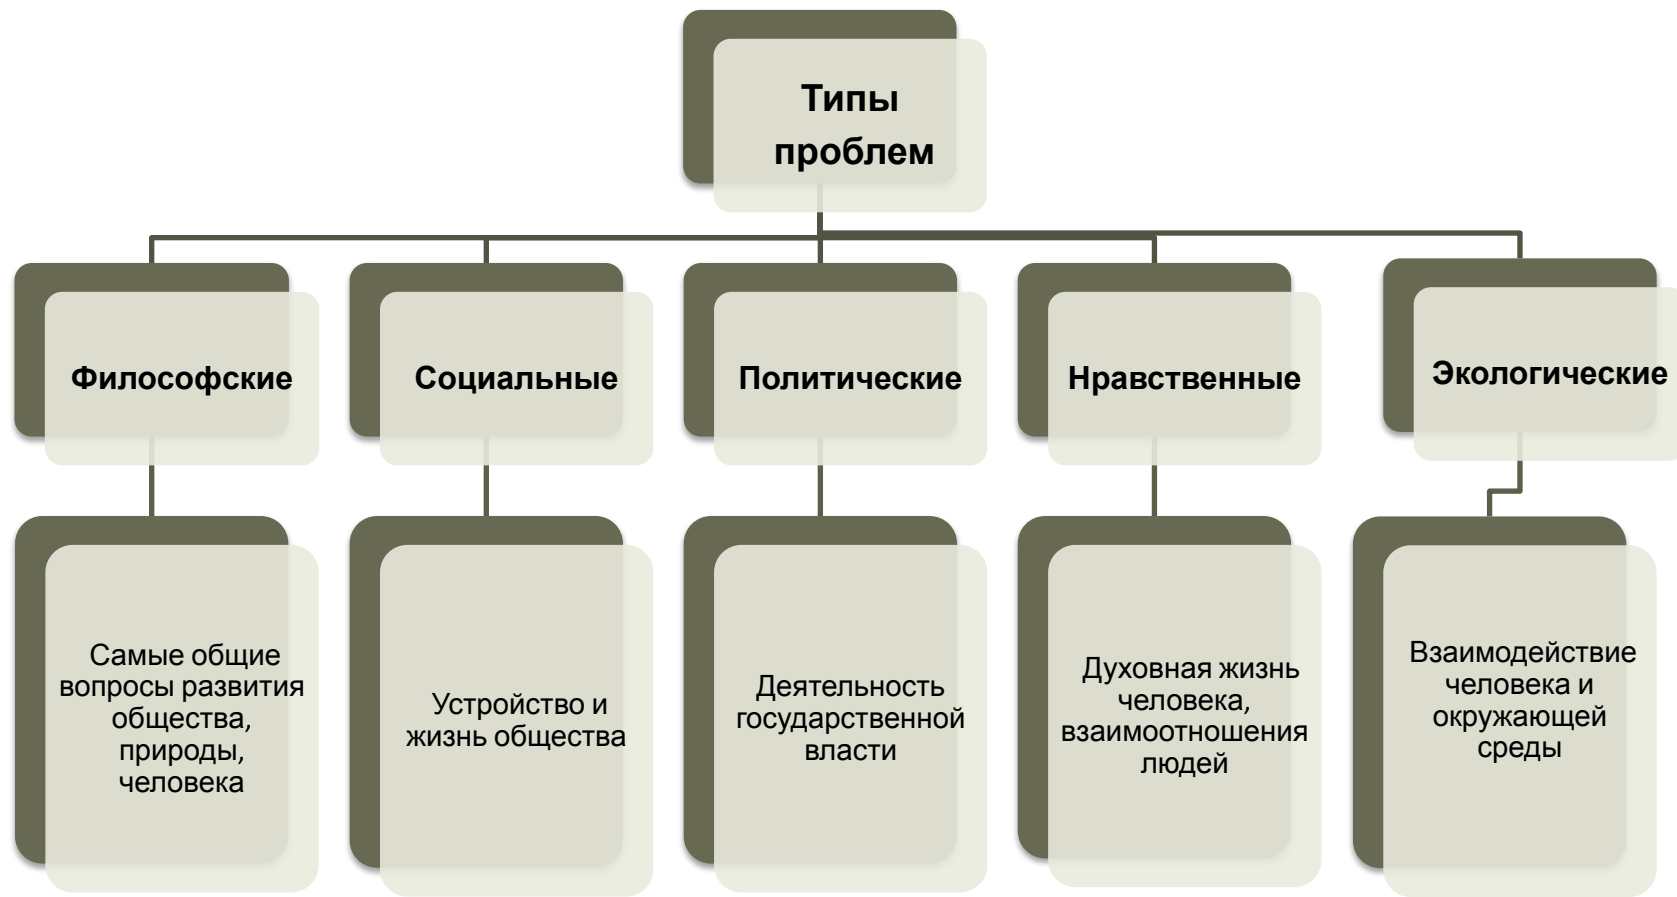 Типы
проблем
Философские
Социальные
Политические
Нравственные
Экологические
Самые общие
вопросы развития
общества,
природы,
человека
Устройство и
жизнь общества
Деятельность
государственной
власти
Духовная жизнь
человека,
взаимоотношения
людей
Взаимодействие
человека и
окружающей
среды